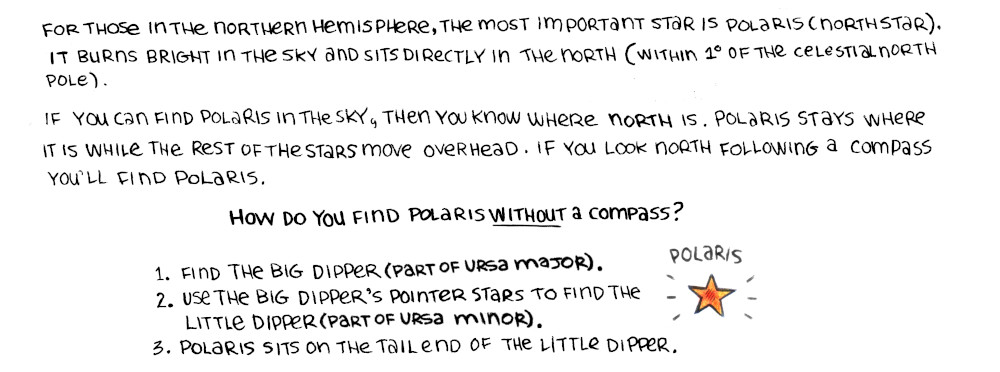 FOR THOSE IN THE NORTHERN HEMISPHERE, THE MOST IMPORTANT STAR IS POLARIS (NORTH STAR).
IT BURNS BRIGHT IN THE SKY AND SITS DIRECTLY IN THE NORTH (WITHIN 1° OF THE CELESTIAL NORTH
POLE).
IF YOU CAN FIND POLARIS IN THE SKY, THEN YOU KNOW WHERE NORTH IS. POLARIS STAYS WHERE
IT IS WHILE THE REST OF THE STARS MOVE OVERHEAD. IF YOU LOOK NORTH FOLLOWING A COMPASS
YOU'LL FIND POLARIS.
HOW DO YOU FIND POLARIS WITHOUT A COMPASS?
1. FIND THE BIG DIPPER (PART OF URSA MAJOR).
2. USE THE BIG DIPPER'S POINTER STARS TO FIND THE
LITTLE DIPPER (PART OF URSA MINOR).
3. POLARIS SITS ON THE TAIL END OF THE LITTLE DIPPER.
POLARIS